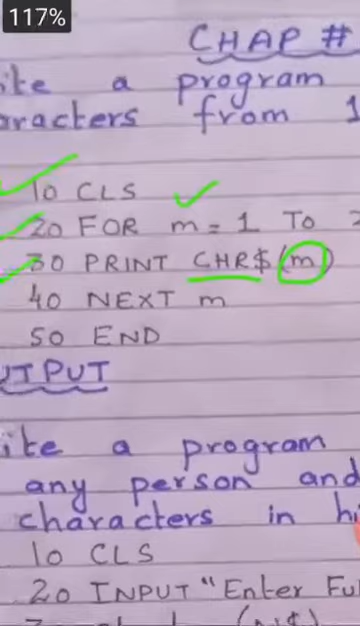 117%
CHAP #
a program
from 1
10 CLS
20 FOR m = 1 TO
30 PRINT CHR$ (m)
40 NEXT m
50 END
a program
any person and
characters in
10 CLS
20 INPUT "Enter